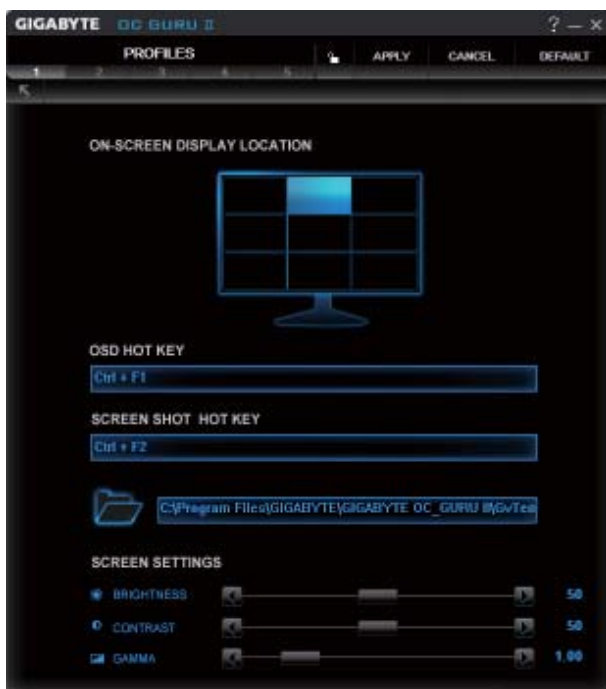 GIGABYTE OC GURU II ? – ×
PROFILES APPLY CANCEL DEFAULT
1 2 3 4 5
ON-SCREEN DISPLAY LOCATION
OSD HOT KEY
Ctrl + F1
SCREEN SHOT HOT KEY
Ctrl + F2
C:\Program Files\GIGABYTE\GIGABYTE OC_GURU II\GvTea
SCREEN SETTINGS
BRIGHTNESS 50
CONTRAST 50
GAMMA 1.00